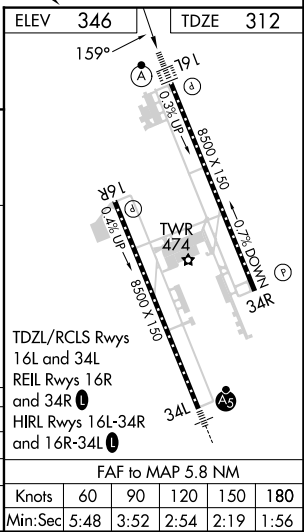 ELEV 346
TDZE 312
159°
A
16L
P
0.3% UP
8500 X 150
16R
P
0.4% UP
TWR
474
0.7% DOWN
P
8500 X 150
34R
TDZL/RCLS Rwys
16L and 34L
REIL Rwys 16R
and 34R L
HIRL Rwys 16L-34R
and 16R-34L L
34L
A5
FAF to MAP 5.8 NM
Knots 60 90 120 150 180
Min:Sec 5:48 3:52 2:54 2:19 1:56